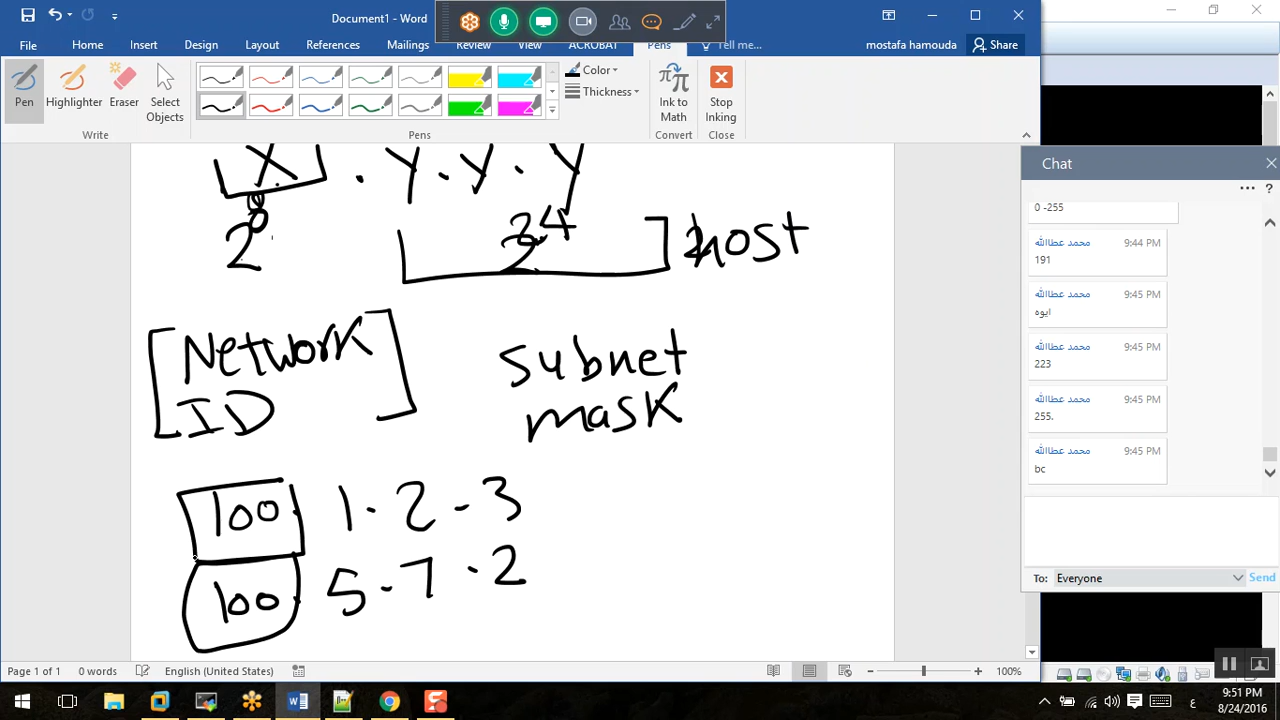 Document1 - Word
File Home Insert Design Layout References Mailings Review View ACROBAT Pens Tell me... mostafa hamouda Share
Pen Highlighter Eraser Select Objects
Color
Thickness
Ink to Math
Stop Inking
Write Pens Convert Close
X . Y . Y . Y
2^8 2^24 host
Network ID
subnet mask
100 . 1 . 2 . 3
100 . 5 . 7 . 2
Chat
0 -255
محمد عطاالله 9:44 PM
191
محمد عطاالله 9:45 PM
ايوه
محمد عطاالله 9:45 PM
223
محمد عطاالله 9:45 PM
255.
محمد عطاالله 9:45 PM
bc
To: Everyone Send
Page 1 of 1 0 words English (United States) 100%
ع 9:51 PM
8/24/2016